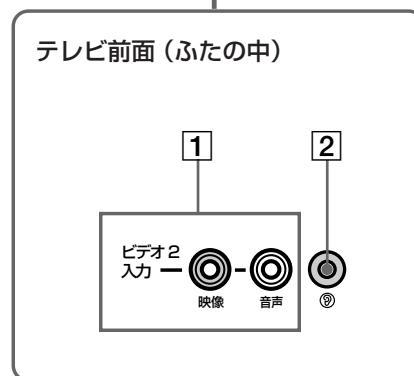 テレビ前面（ふたの中）
1 2
ビデオ2
入力
映像 音声